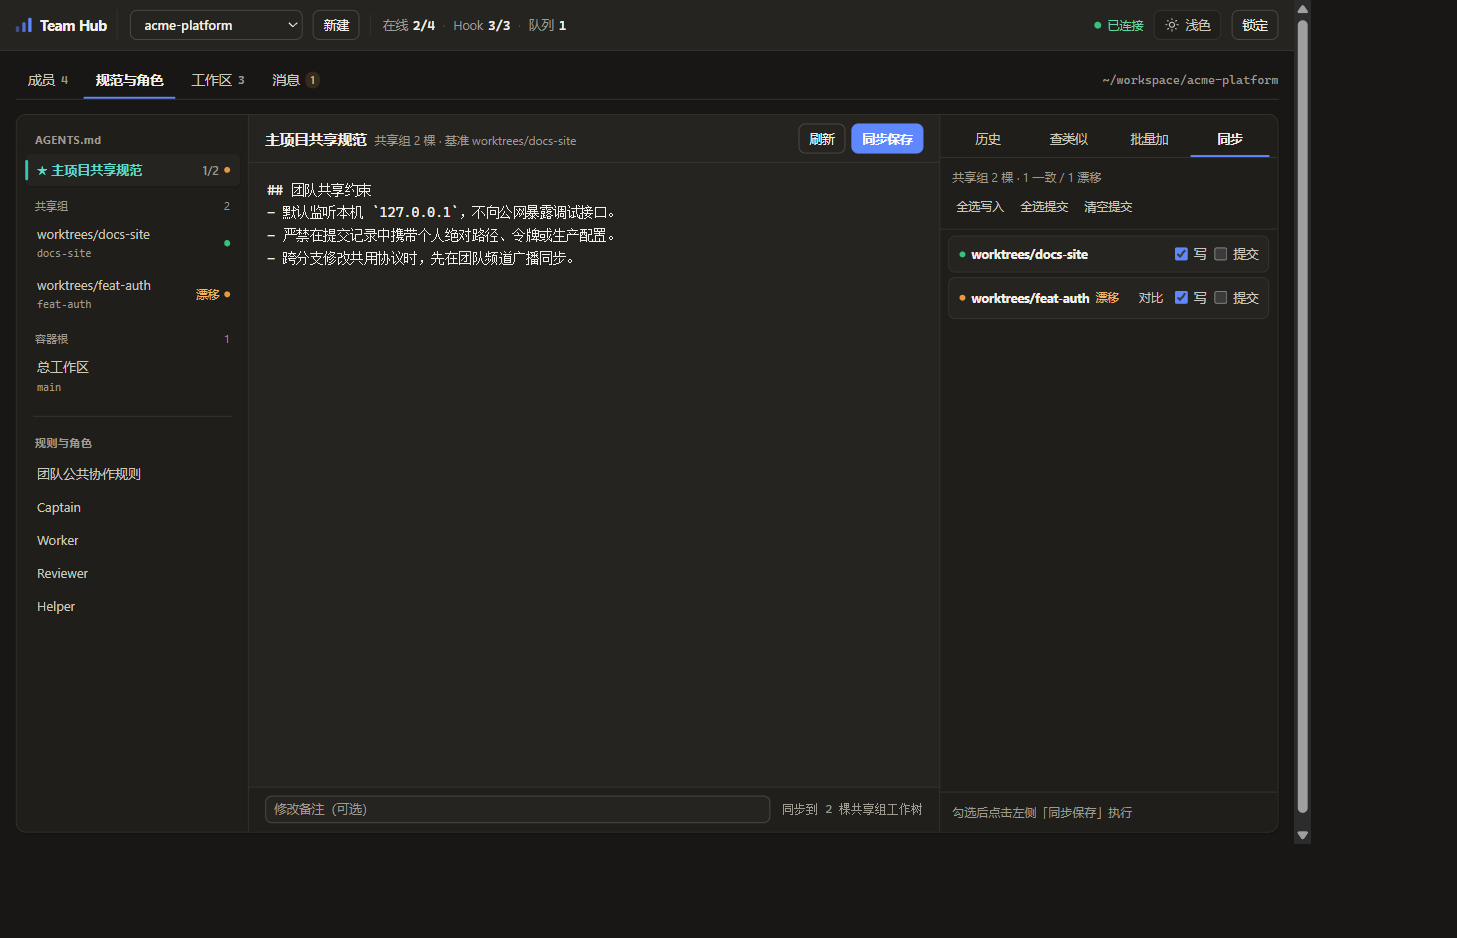 Team Hub acme-platform 新建 在线 2/4 · Hook 3/3 · 队列 1 已连接 浅色 锁定
成员 4 规范与角色 工作区 3 消息 1 ~/workspace/acme-platform
AGENTS.md
★ 主项目共享规范 1/2
共享组 2
worktrees/docs-site
docs-site
worktrees/feat-auth
feat-auth
漂移
容器根 1
总工作区
main
规则与角色
团队公共协作规则
Captain
Worker
Reviewer
Helper
主项目共享规范 共享组 2 棵 · 基准 worktrees/docs-site 刷新 同步保存
## 团队共享约束
- 默认监听本机 `127.0.0.1`，不向公网暴露调试接口。
- 严禁在提交记录中携带个人绝对路径、令牌或生产配置。
- 跨分支修改共用协议时，先在团队频道广播同步。
修改备注（可选） 同步到 2 棵共享组工作树
历史 查类似 批量加 同步
共享组 2 棵 · 1 一致 / 1 漂移
全选写入 全选提交 清空提交
worktrees/docs-site 写 提交
worktrees/feat-auth 漂移 对比 写 提交
勾选后点击左侧「同步保存」执行